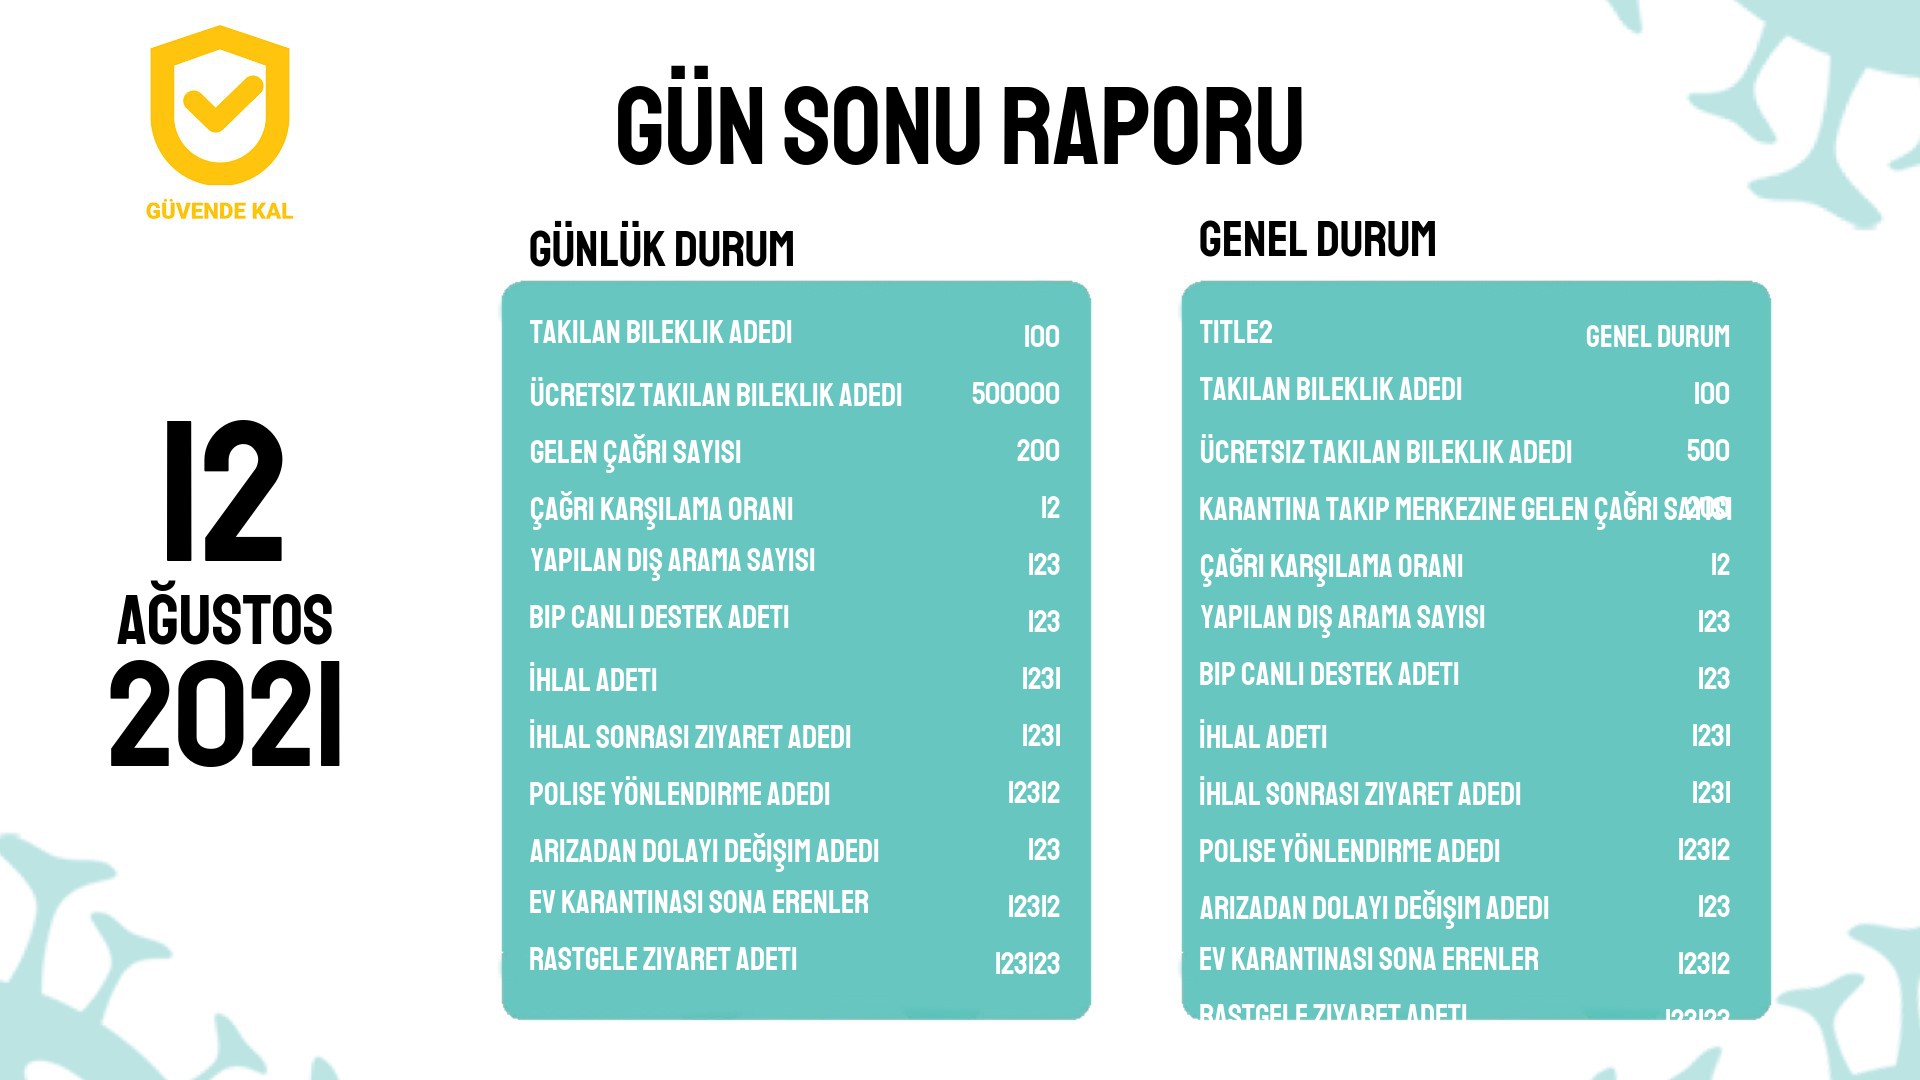 GÜVENDE KAL
GÜN SONU RAPORU
12
AĞUSTOS
2021
GÜNLÜK DURUM
TAKILAN BILEKLIK ADEDI 100
ÜCRETSIZ TAKILAN BILEKLIK ADEDI 500000
GELEN ÇAĞRI SAYISI 200
ÇAĞRI KARŞILAMA ORANI 12
YAPILAN DIŞ ARAMA SAYISI 123
BIP CANLI DESTEK ADETI 123
İHLAL ADETI 1231
İHLAL SONRASI ZIYARET ADEDI 1231
POLISE YÖNLENDIRME ADEDI 12312
ARIZADAN DOLAYI DEĞIŞIM ADEDI 123
EV KARANTINASI SONA ERENLER 12312
RASTGELE ZIYARET ADETI 123123
GENEL DURUM
TITLE2 GENEL DURUM
TAKILAN BILEKLIK ADEDI 100
ÜCRETSIZ TAKILAN BILEKLIK ADEDI 500
KARANTINA TAKIP MERKEZINE GELEN ÇAĞRI SAYISI 200
ÇAĞRI KARŞILAMA ORANI 12
YAPILAN DIŞ ARAMA SAYISI 123
BIP CANLI DESTEK ADETI 123
İHLAL ADETI 1231
İHLAL SONRASI ZIYARET ADEDI 1231
POLISE YÖNLENDIRME ADEDI 12312
ARIZADAN DOLAYI DEĞIŞIM ADEDI 123
EV KARANTINASI SONA ERENLER 12312
RASTGELE ZIYARET ADETI 123123